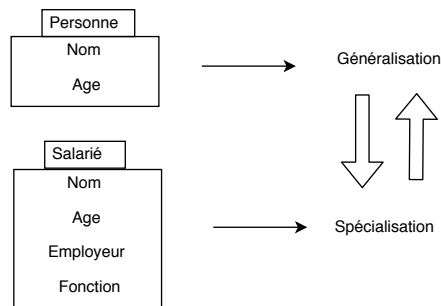 Personne
Nom
Age
Généralisation
Salarié
Nom
Age
Employeur
Fonction
Spécialisation